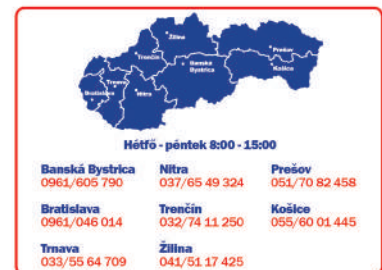 Žilina
Prešov
Trenčín
Banská
Bystrica
Košice
Trnava
Bratislava
Nitra
Hétfő - péntek 8:00 - 15:00
Banská Bystrica Nitra Prešov
0961/605 790 037/65 49 324 051/70 82 458
Bratislava Trenčín Košice
0961/046 014 032/74 11 250 055/60 01 445
Trnava Žilina
033/55 64 709 041/51 17 425